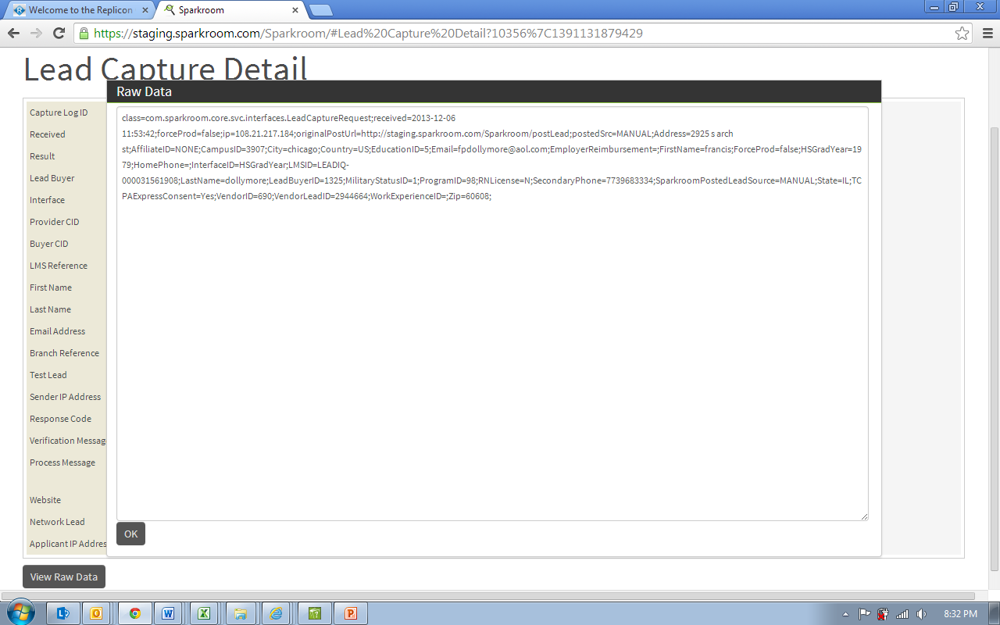 Welcome to the Replicon
Sparkroom
https://staging.sparkroom.com/Sparkroom/#Lead%20Capture%20Detail?10356%7C1391131879429
Lead Capture Detail
Raw Data
class=com.sparkroom.core.svc.interfaces.LeadCaptureRequest;received=2013-12-06
11:53:42;forceProd=false;ip=108.21.217.184;originalPostUrl=http://staging.sparkroom.com/Sparkroom/postLead;postedSrc=MANUAL;Address=2925 s arch
st;AffiliateID=NONE;CampusID=3907;City=chicago;Country=US;EducationID=5;Email=fpdollymore@aol.com;EmployerReimbursement=;FirstName=francis;ForceProd=false;HSGradYear=19
79;HomePhone=;InterfaceID=HSGradYear;LMSID=LEADIQ-
000031561908;LastName=dollymore;LeadBuyerID=1325;MilitaryStatusID=1;ProgramID=98;RNLicense=N;SecondaryPhone=7739683334;SparkroomPostedLeadSource=MANUAL;State=IL;TC
PAExpressConsent=Yes;VendorID=690;VendorLeadID=2944664;WorkExperienceID=;Zip=60608;
OK
Capture Log ID
Received
Result
Lead Buyer
Interface
Provider CID
Buyer CID
LMS Reference
First Name
Last Name
Email Address
Branch Reference
Test Lead
Sender IP Address
Response Code
Verification Messag
Process Message
Website
Network Lead
Applicant IP Addres
View Raw Data
8:32 PM